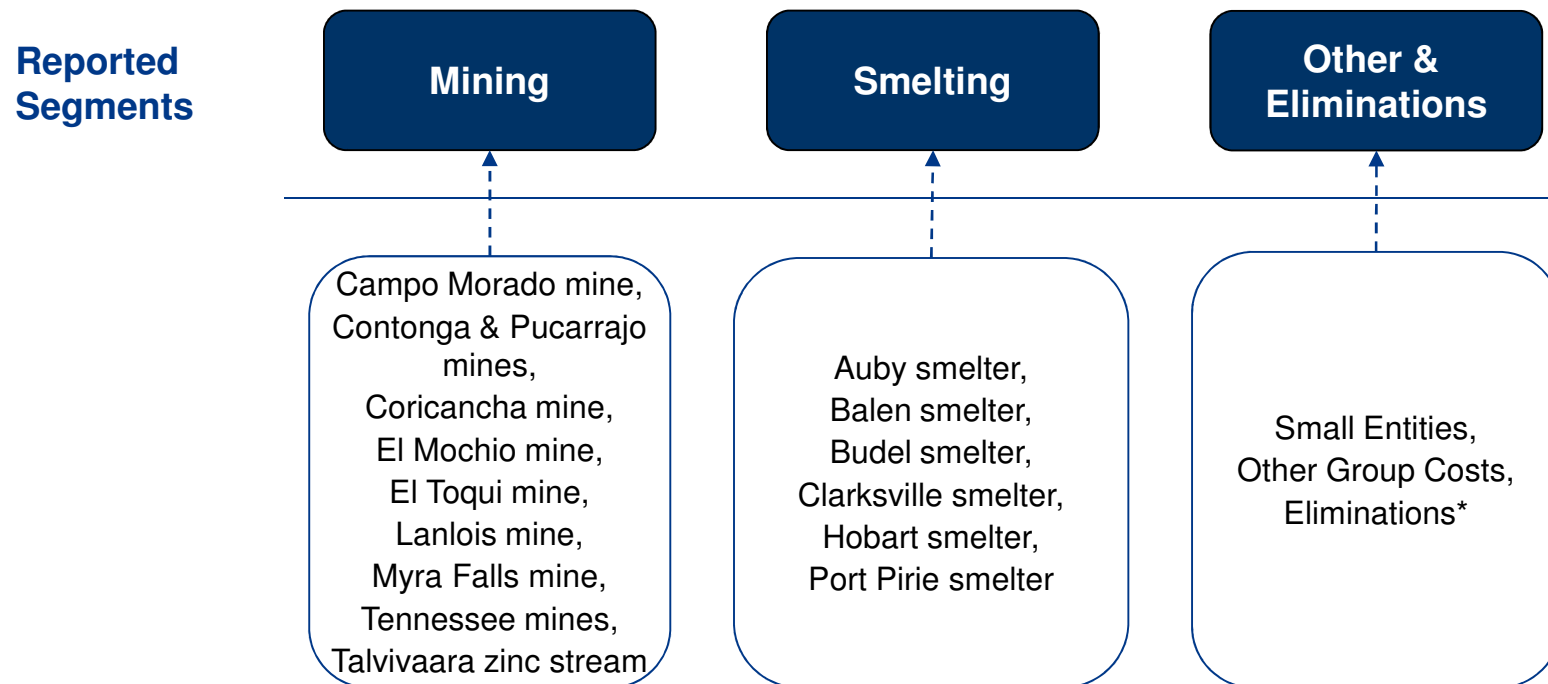 Reported
Segments
Mining
Smelting
Other &
Eliminations
Campo Morado mine,
Contonga & Pucarrajo
mines,
Coricancha mine,
El Mochio mine,
El Toqui mine,
Lanlois mine,
Myra Falls mine,
Tennessee mines,
Talvivaara zinc stream
Auby smelter,
Balen smelter,
Budel smelter,
Clarksville smelter,
Hobart smelter,
Port Pirie smelter
Small Entities,
Other Group Costs,
Eliminations*